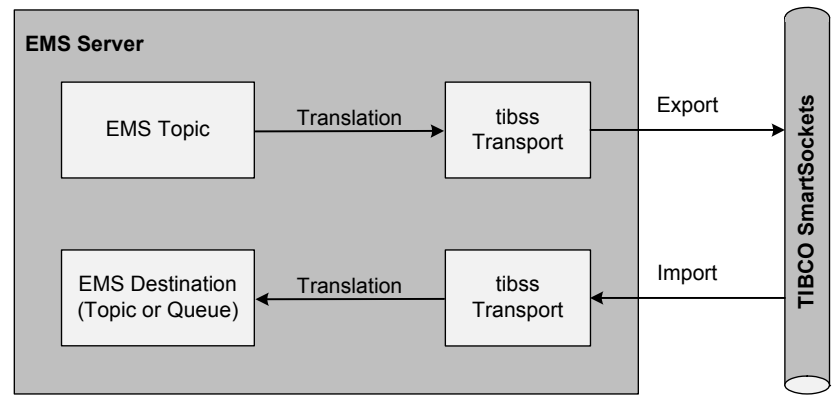 EMS Server
EMS Topic
Translation
tibss
Transport
Export
EMS Destination
(Topic or Queue)
Translation
tibss
Transport
Import
TIBCO SmartSockets